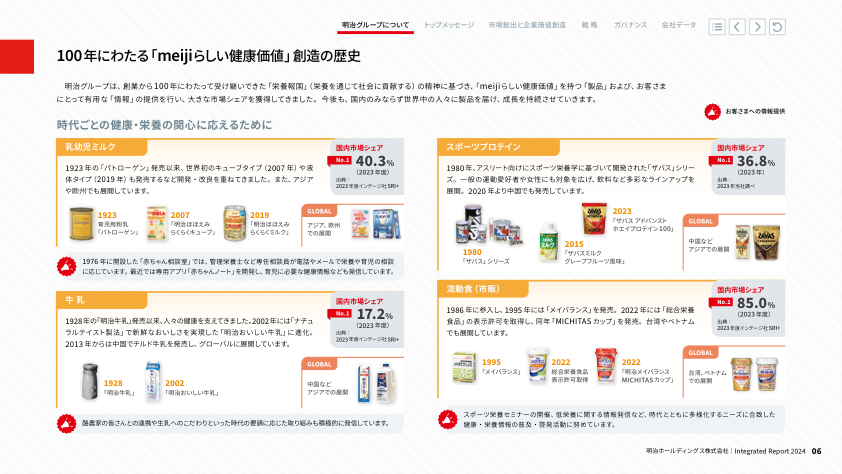 明治グループについて
トップメッセージ
市場創出と企業価値創造
戦 略
ガバナンス
会社データ
100年にわたる「meijiらしい健康価値」創造の歴史
明治グループは、創業から100年にわたって受け継いできた「栄養報国」（栄養を通じて社会に貢献する）の精神に基づき、「meijiらしい健康価値」を持つ「製品」および、お客さま
にとって有用な「情報」の提供を行い、大きな市場シェアを獲得してきました。今後も、国内のみならず世界中の人々に製品を届け、成長を持続させていきます。
お客さまへの情報提供
時代ごとの健康・栄養の関心に応えるために
乳幼児ミルク
国内市場シェア
No.1 40.3%
（2023年度）
出典：
2023年度インテージ社SRI+
1923年の「パトローゲン」発売以来、世界初のキューブタイプ（2007年）や液
体タイプ（2019年）も発売するなど開発・改良を重ねてきました。また、アジア
や欧州でも展開しています。
1923
育児用粉乳
「パトローゲン」
2007
「明治ほほえみ
らくらくキューブ」
2019
「明治ほほえみ
らくらくミルク」
GLOBAL
アジア、欧州
での展開
1976年に開設した「赤ちゃん相談室」では、管理栄養士など専任相談員が電話やメールで栄養や育児の相談
に応じています。最近では専用アプリ「赤ちゃんノート」を開発し、育児に必要な健康情報なども発信しています。
牛 乳
国内市場シェア
No.1 17.2%
（2023年度）
出典：
2023年度インテージ社SRI+
1928年の「明治牛乳」発売以来、人々の健康を支えてきました。2002年には「ナチュ
ラルテイスト製法」で新鮮なおいしさを実現した「明治おいしい牛乳」に進化。
2013年からは中国でチルド牛乳を発売し、グローバルに展開しています。
1928
「明治牛乳」
2002
「明治おいしい牛乳」
GLOBAL
中国など
アジアでの展開
酪農家の皆さんとの連携や生乳へのこだわりといった時代の要請に応じた取り組みも積極的に発信しています。
スポーツプロテイン
国内市場シェア
No.1 36.8%
（2023年）
出典：
2023年当社調べ
1980年、アスリート向けにスポーツ栄養学に基づいて開発された「ザバス」シリー
ズ。一般の運動愛好者や女性にも対象を広げ、飲料など多彩なラインアップを
展開。2020年より中国でも発売しています。
1980
「ザバス」シリーズ
2015
「ザバスミルク
グレープフルーツ風味」
2023
「ザバス アドバンスト
ホエイプロテイン100」
GLOBAL
中国など
アジアでの展開
流動食（市販）
国内市場シェア
No.1 85.0%
（2023年度）
出典：
2023年度インテージ社SRI+
1986年に参入し、1995年には「メイバランス」を発売。2022年には「総合栄養
食品」の表示許可を取得し、同年「MICHITASカップ」を発売。台湾やベトナム
でも展開しています。
1995
「メイバランス」
2022
総合栄養食品
表示許可取得
2022
「明治メイバランス
MICHITASカップ」
GLOBAL
台湾、ベトナム
での展開
スポーツ栄養セミナーの開催、低栄養に関する情報発信など、時代とともに多様化するニーズに合致した
健康・栄養情報の普及・啓発活動に努めています。
明治ホールディングス株式会社｜Integrated Report 2024 06